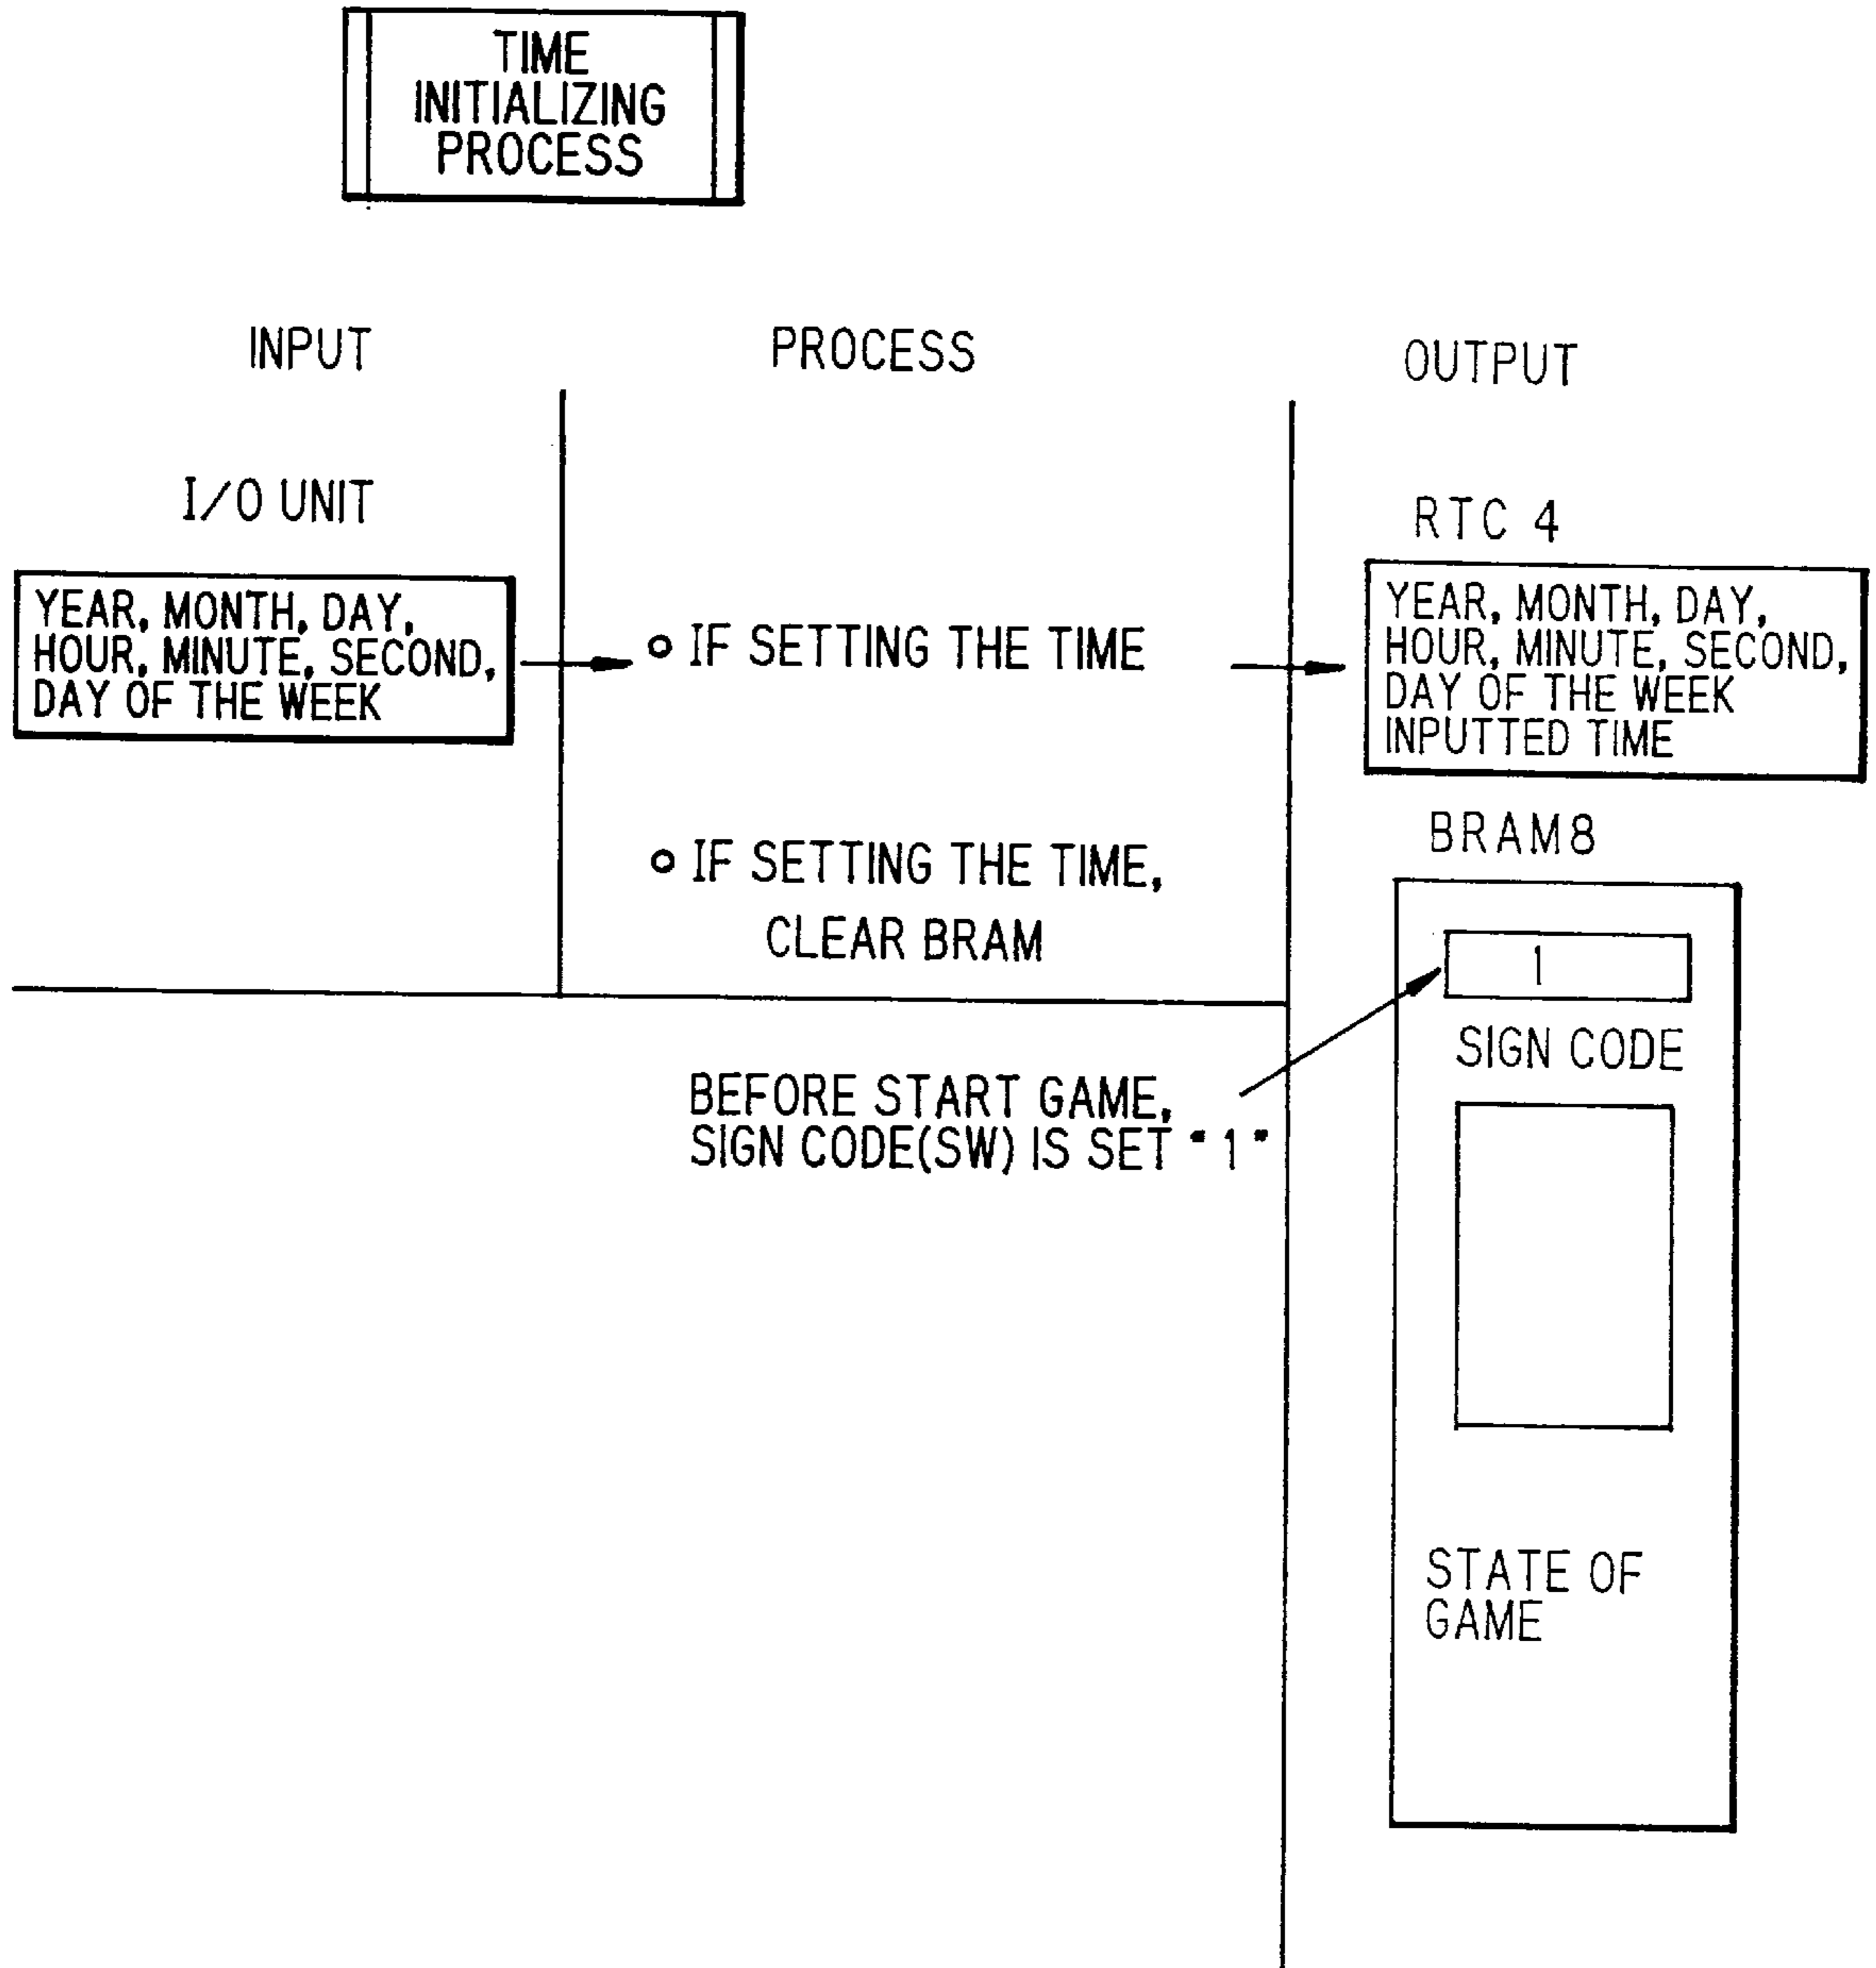 TIME
INITIALIZING
PROCESS
INPUT
PROCESS
OUTPUT
I/O UNIT
YEAR, MONTH, DAY,
HOUR, MINUTE, SECOND,
DAY OF THE WEEK
IF SETTING THE TIME
RTC 4
YEAR, MONTH, DAY,
HOUR, MINUTE, SECOND,
DAY OF THE WEEK
INPUTTED TIME
IF SETTING THE TIME,
CLEAR BRAM
BRAM8
1
SIGN CODE
BEFORE START GAME,
SIGN CODE(SW) IS SET "1"
STATE OF
GAME